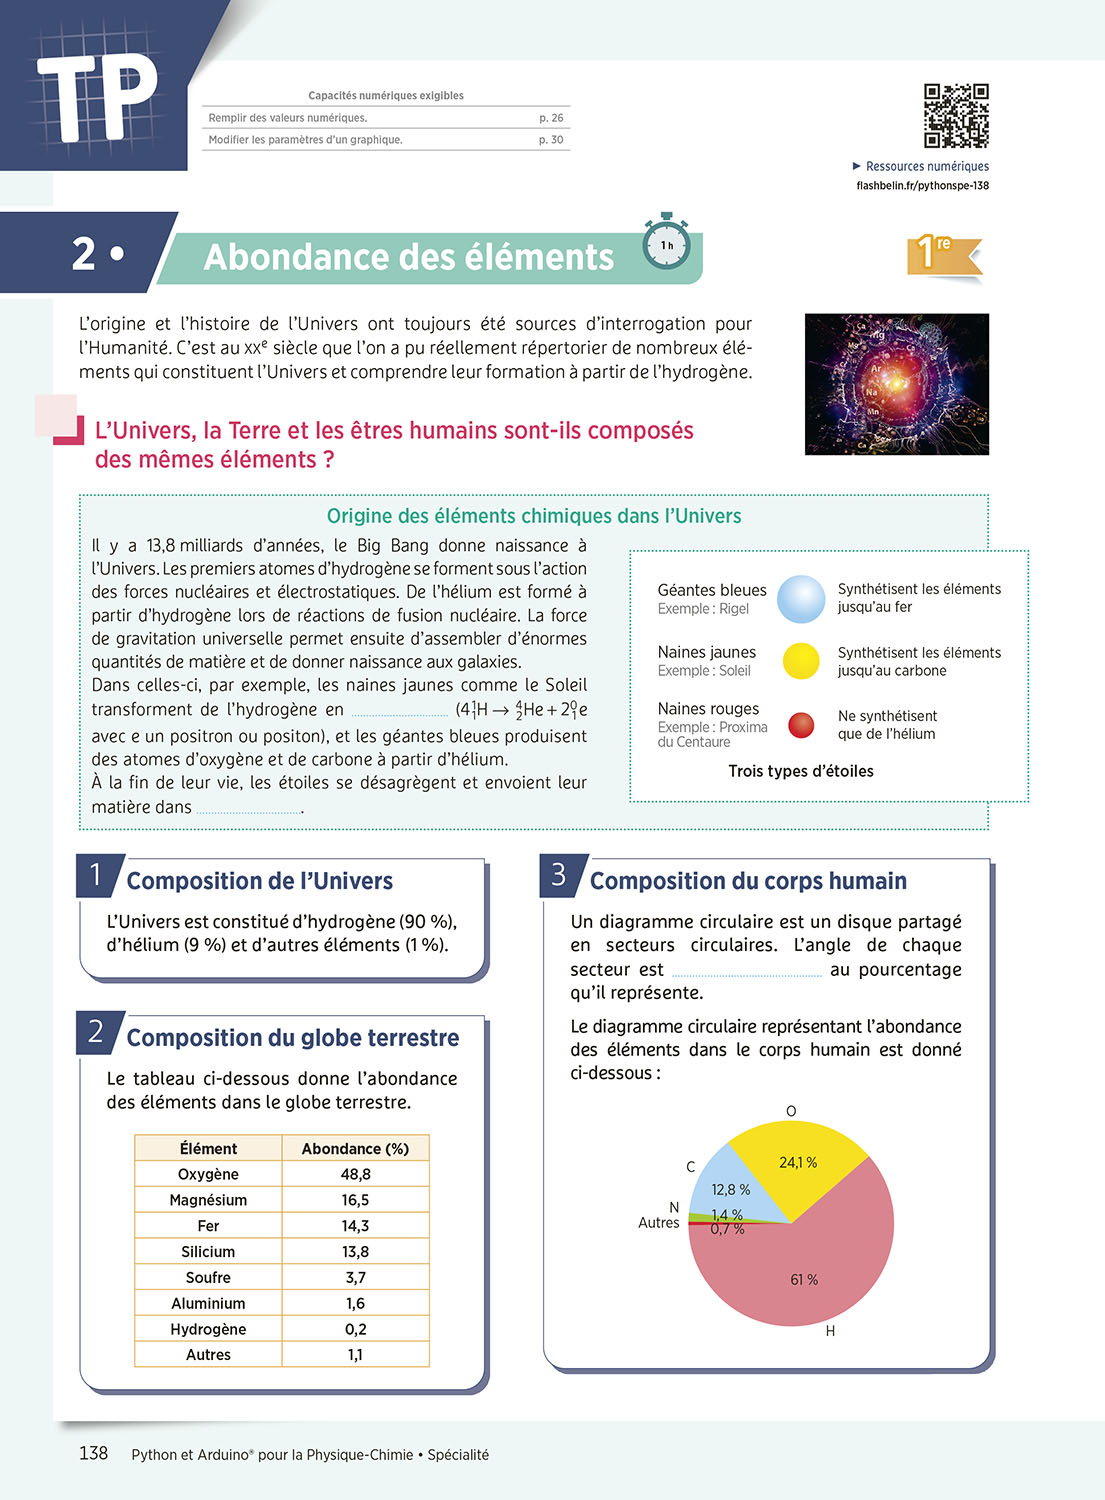 TP
Capacités numériques exigibles
Remplir des valeurs numériques. p. 26
Modifier les paramètres d'un graphique. p. 30
► Ressources numériques
flashbelin.fr/pythonspe-138
2 • Abondance des éléments
1 h
1re
L'origine et l'histoire de l'Univers ont toujours été sources d'interrogation pour
l'Humanité. C'est au XXe siècle que l'on a pu réellement répertorier de nombreux élé-
ments qui constituent l'Univers et comprendre leur formation à partir de l'hydrogène.
Ca
Mg
Ar
Na
Mn
Ca
L'Univers, la Terre et les êtres humains sont-ils composés
des mêmes éléments ?
Origine des éléments chimiques dans l'Univers
Il y a 13,8 milliards d'années, le Big Bang donne naissance à
l'Univers. Les premiers atomes d'hydrogène se forment sous l'action
des forces nucléaires et électrostatiques. De l'hélium est formé à
partir d'hydrogène lors de réactions de fusion nucléaire. La force
de gravitation universelle permet ensuite d'assembler d'énormes
quantités de matière et de donner naissance aux galaxies.
Dans celles-ci, par exemple, les naines jaunes comme le Soleil
transforment de l'hydrogène en .............................. (4 ¹₁H → ⁴₂He + 2 ⁰₁e
avec e un positron ou positon), et les géantes bleues produisent
des atomes d'oxygène et de carbone à partir d'hélium.
À la fin de leur vie, les étoiles se désagrègent et envoient leur
matière dans .................................
Géantes bleues
Exemple : Rigel
Synthétisent les éléments
jusqu'au fer
Naines jaunes
Exemple : Soleil
Synthétisent les éléments
jusqu'au carbone
Naines rouges
Exemple : Proxima
du Centaure
Ne synthétisent
que de l'hélium
Trois types d'étoiles
1 Composition de l'Univers
L'Univers est constitué d'hydrogène (90 %),
d'hélium (9 %) et d'autres éléments (1 %).
2 Composition du globe terrestre
Le tableau ci-dessous donne l'abondance
des éléments dans le globe terrestre.
Élément Abondance (%)
Oxygène 48,8
Magnésium 16,5
Fer 14,3
Silicium 13,8
Soufre 3,7
Aluminium 1,6
Hydrogène 0,2
Autres 1,1
3 Composition du corps humain
Un diagramme circulaire est un disque partagé
en secteurs circulaires. L'angle de chaque
secteur est .............................. au pourcentage
qu'il représente.
Le diagramme circulaire représentant l'abondance
des éléments dans le corps humain est donné
ci-dessous :
O
24,1 %
C
12,8 %
N
1,4 %
Autres
0,7 %
61 %
H
138 Python et Arduino® pour la Physique-Chimie • Spécialité